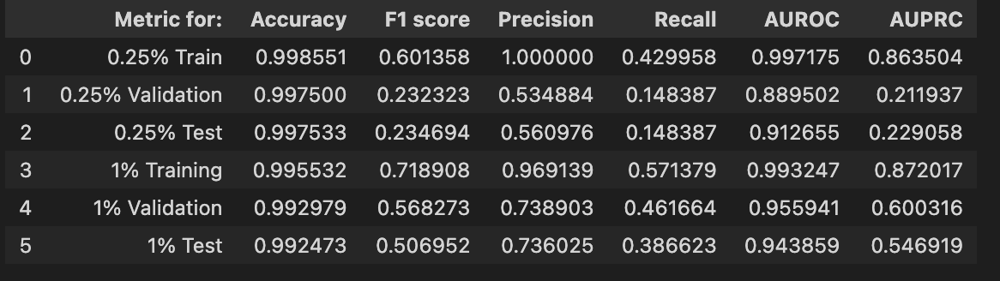 Metric for: Accuracy F1 score Precision Recall AUROC AUPRC
0 0.25% Train 0.998551 0.601358 1.000000 0.429958 0.997175 0.863504
1 0.25% Validation 0.997500 0.232323 0.534884 0.148387 0.889502 0.211937
2 0.25% Test 0.997533 0.234694 0.560976 0.148387 0.912655 0.229058
3 1% Training 0.995532 0.718908 0.969139 0.571379 0.993247 0.872017
4 1% Validation 0.992979 0.568273 0.738903 0.461664 0.955941 0.600316
5 1% Test 0.992473 0.506952 0.736025 0.386623 0.943859 0.546919